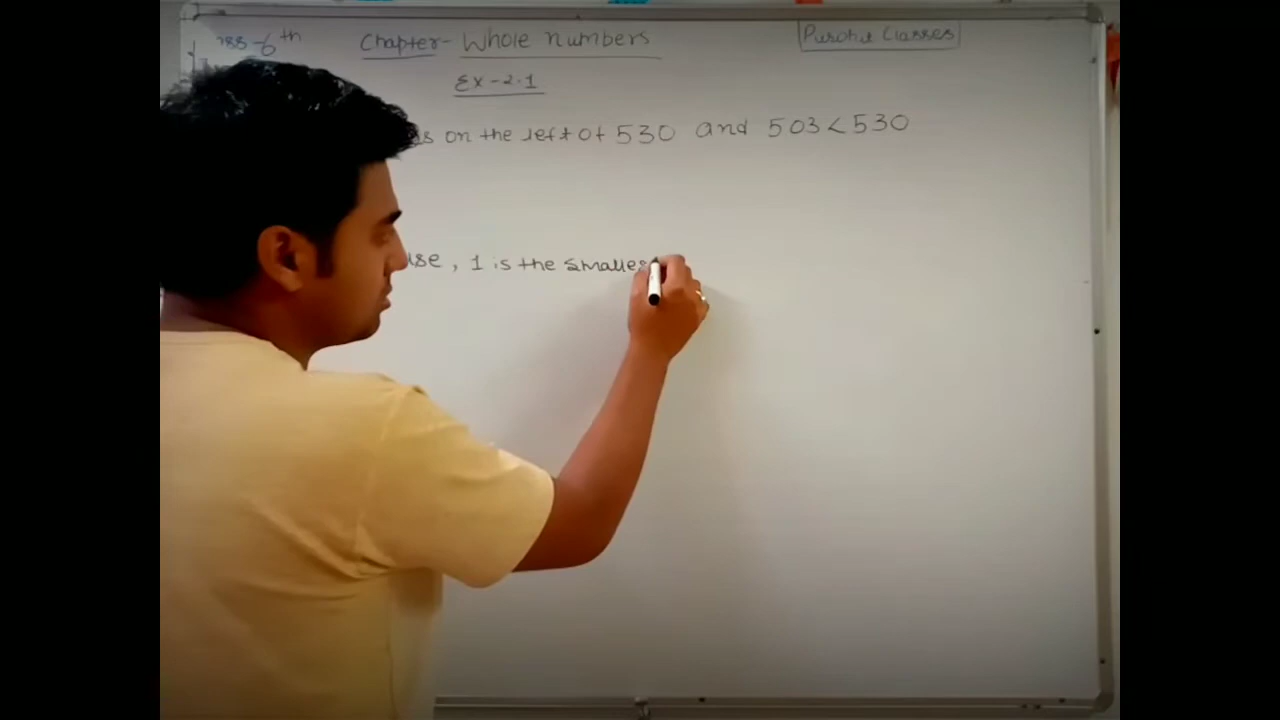 6th Chapter- Whole numbers Purohit Classes
Ex-2.1
on the left of 530 and 503<530
, 1 is the smalles